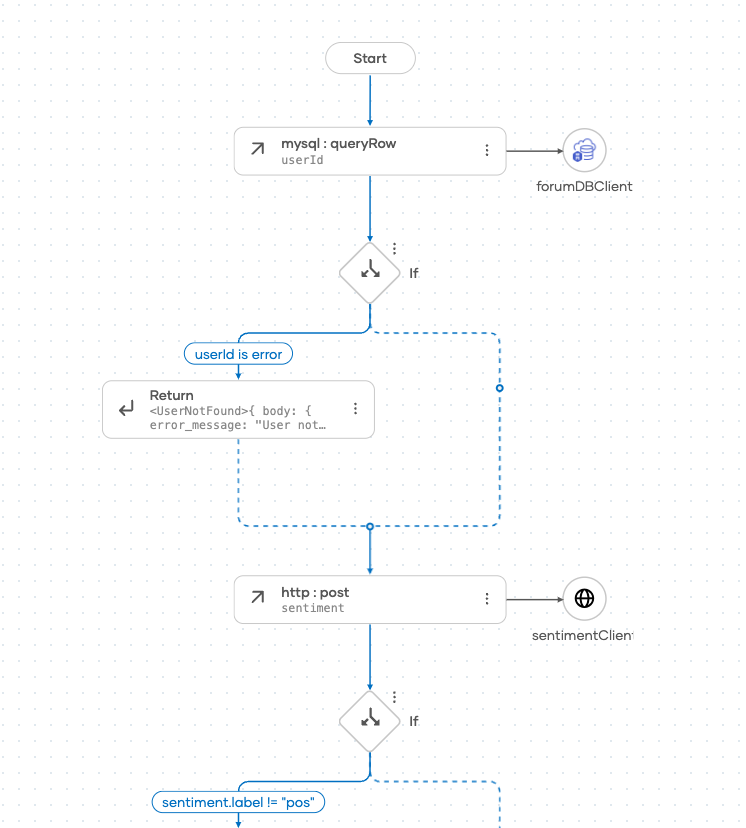 Start
mysql : queryRow
userId
forumDBClient
If
userId is error
Return
<UserNotFound>{ body: {
error_message: "User not…
http : post
sentiment
sentimentClient
If
sentiment.label != "pos"